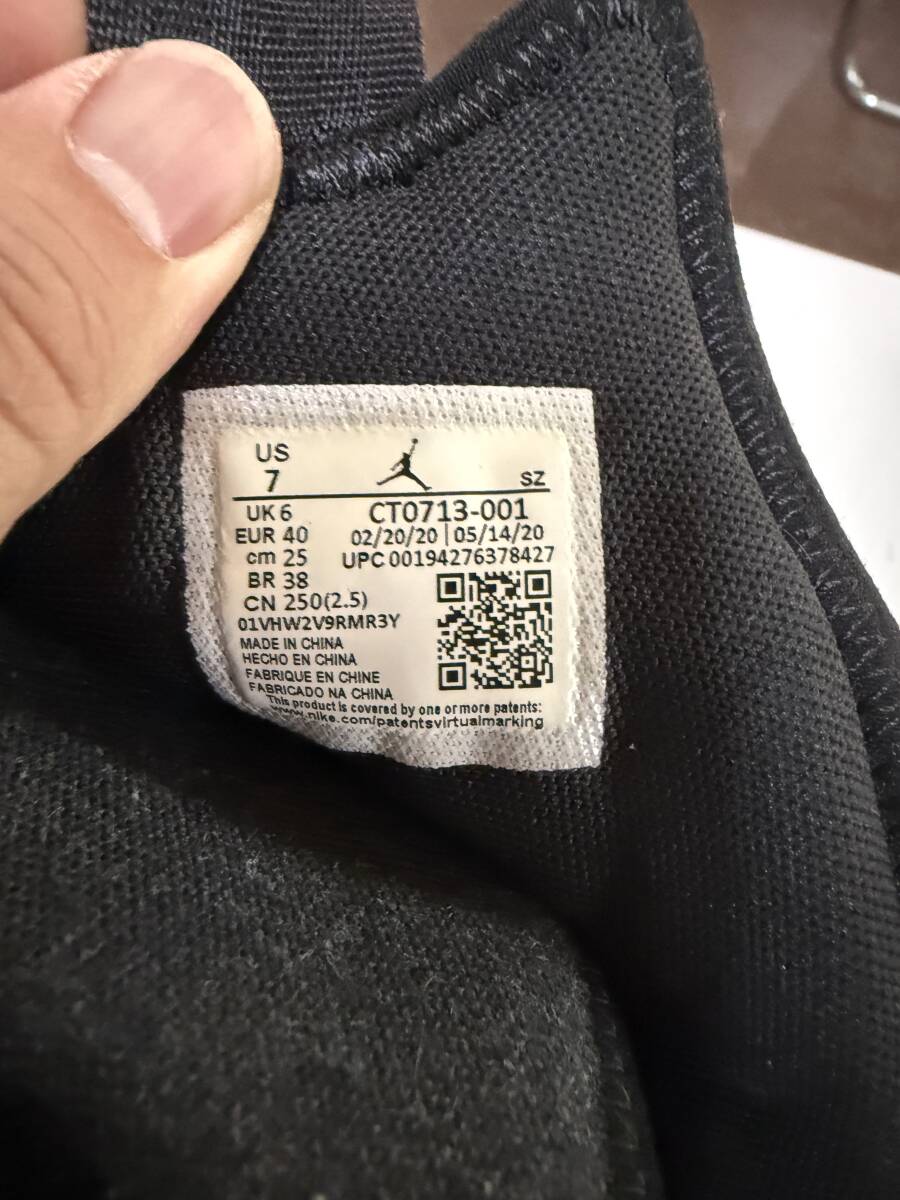 US
7
SZ
UK 6
CT0713-001
EUR 40
02/20/20 | 05/14/20
cm 25
UPC 00194276378427
BR 38
CN 250(2.5)
01VHW2V9RMR3Y
MADE IN CHINA
HECHO EN CHINA
FABRIQUE EN CHINE
FABRICADO NA CHINA
This product is covered by one or more patents:
www.nike.com/patentsvirtualmarking